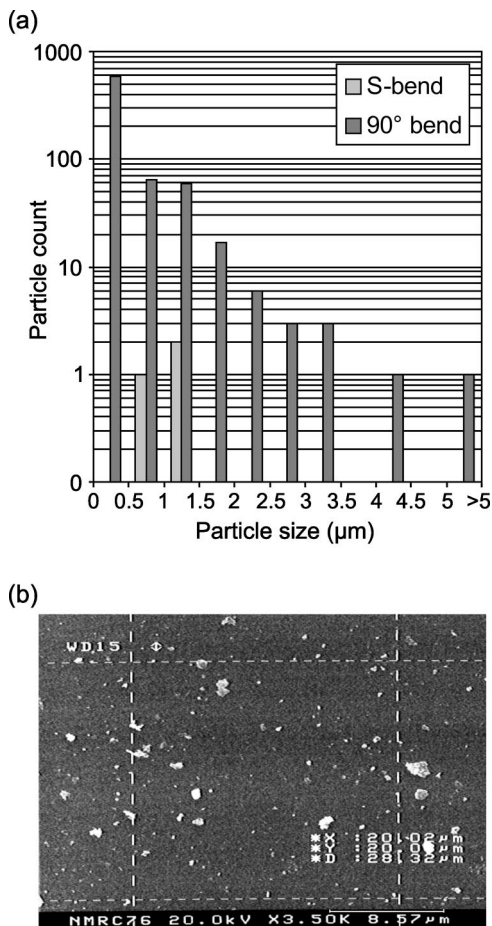 (a)
1000
100
10
1
0
Particle count
S-bend
90° bend
0 0.5 1 1.5 2 2.5 3 3.5 4 4.5 5 >5
Particle size (µm)
(b)
WD15
*X :20.02µm
*Y :20.0 µm
*D :28.32µm
NMRC76 20.0kV X3.50K 8.57µm